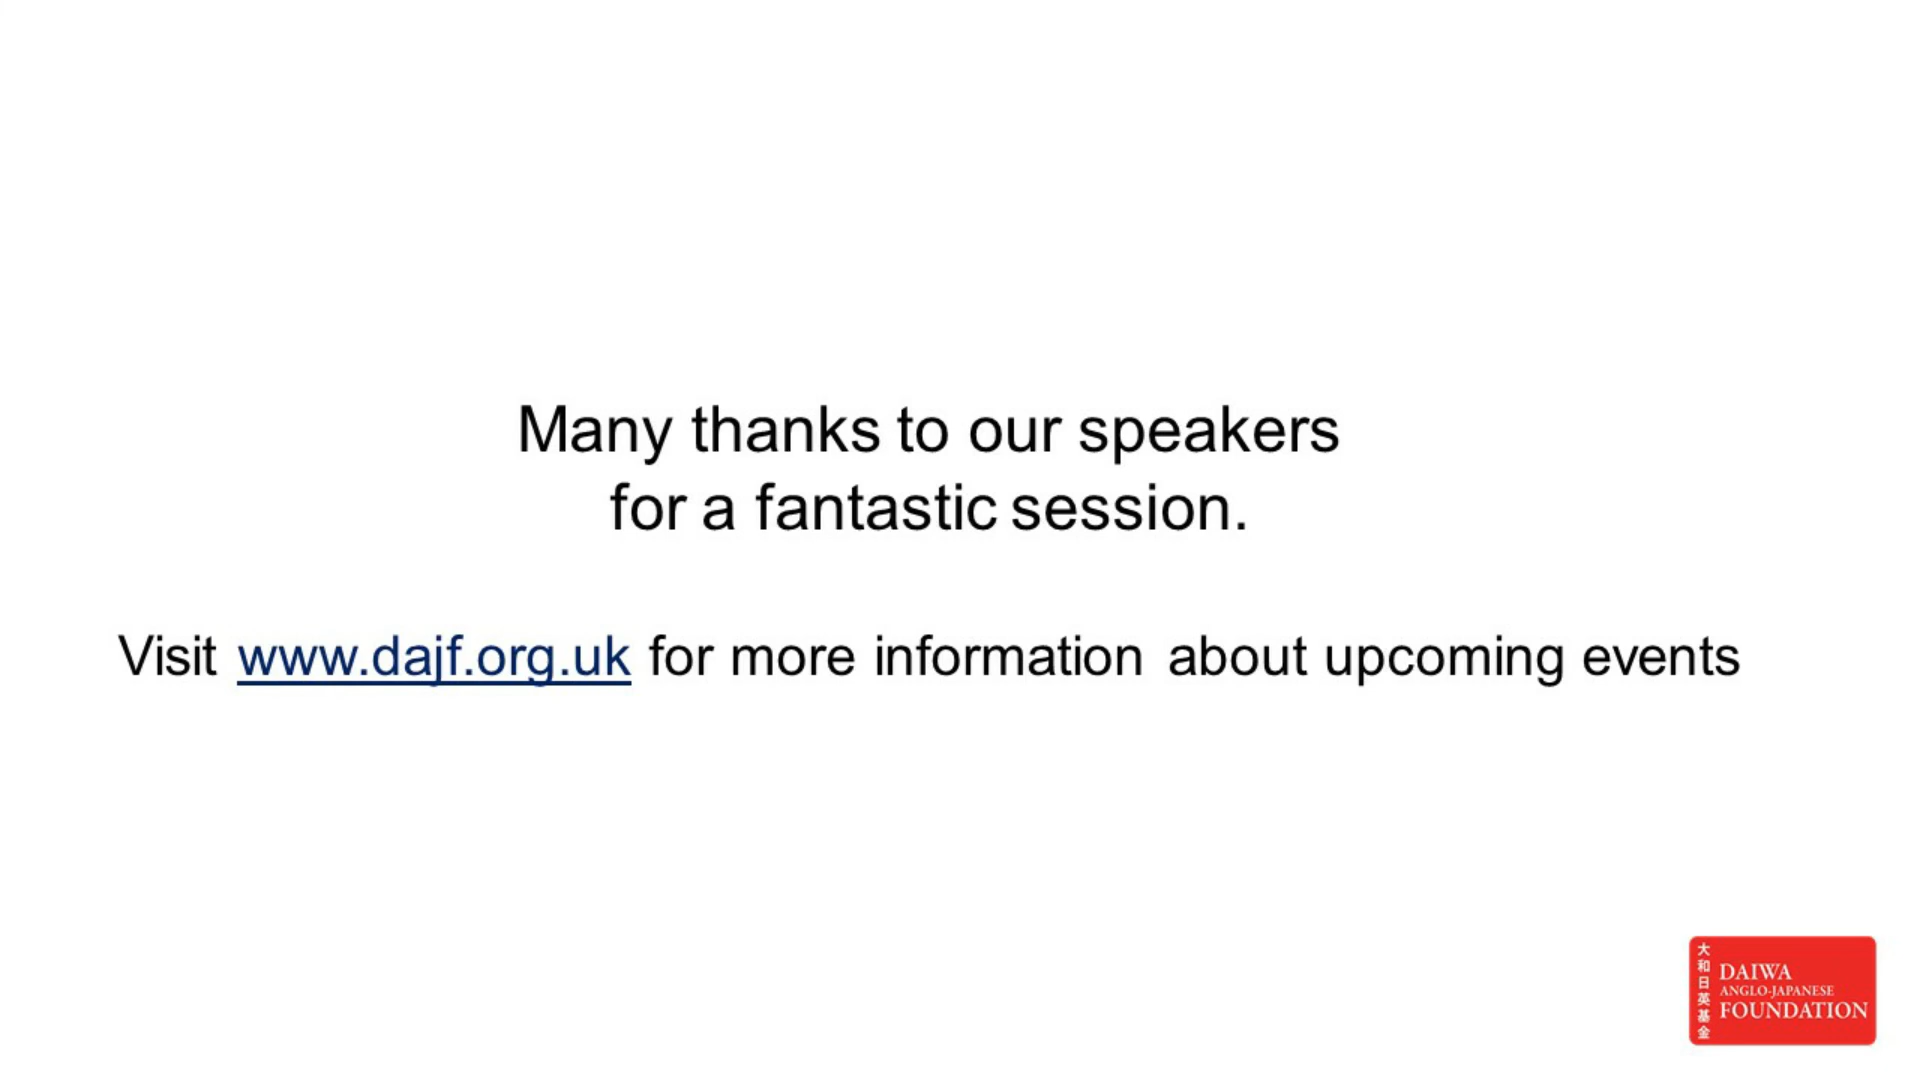 Many thanks to our speakers
for a fantastic session.
Visit www.dajf.org.uk for more information about upcoming events
大和日英基金
DAIWA
ANGLO-JAPANESE
FOUNDATION